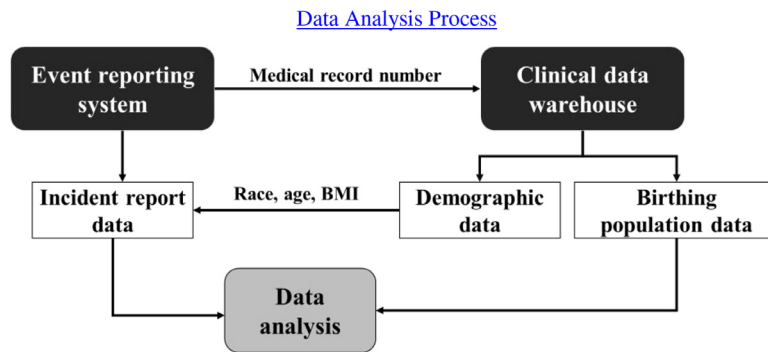 Data Analysis Process
Event reporting
system
Medical record number
Clinical data
warehouse
Incident report
data
Race, age, BMI
Demographic
data
Birthing
population data
Data
analysis